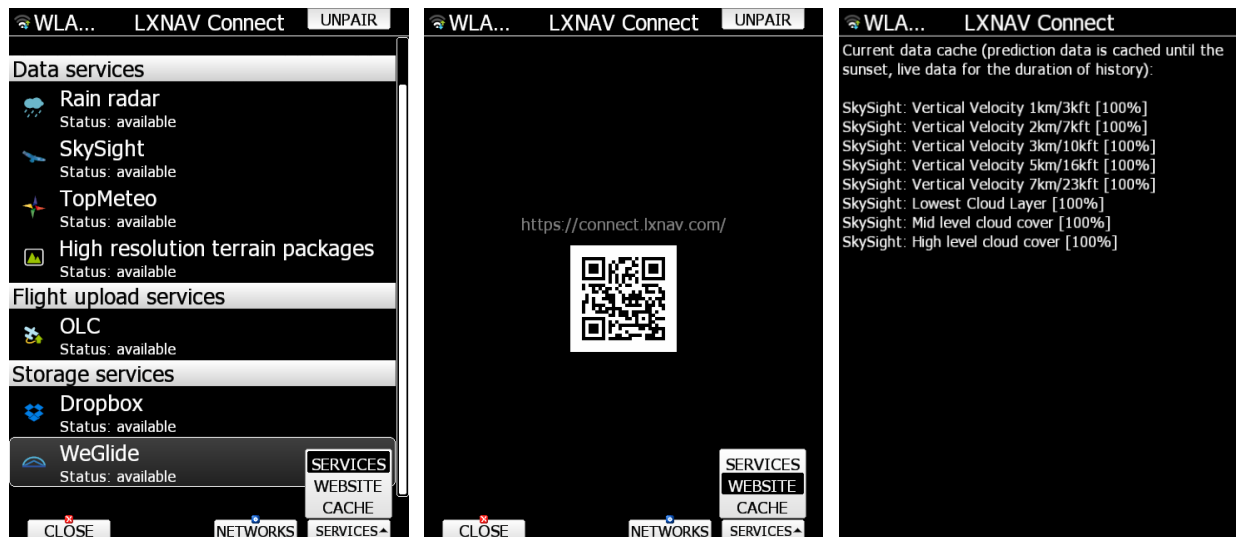 WLA... LXNAV Connect UNPAIR
Data services
Rain radar
Status: available
SkySight
Status: available
TopMeteo
Status: available
High resolution terrain packages
Status: available
Flight upload services
OLC
Status: available
Storage services
Dropbox
Status: available
WeGlide
Status: available
SERVICES
WEBSITE
CACHE
CLOSE NETWORKS SERVICES
WLA... LXNAV Connect UNPAIR
https://connect.lxnav.com/
SERVICES
WEBSITE
CACHE
CLOSE NETWORKS SERVICES
WLA... LXNAV Connect
Current data cache (prediction data is cached until the
sunset, live data for the duration of history):
SkySight: Vertical Velocity 1km/3kft [100%]
SkySight: Vertical Velocity 2km/7kft [100%]
SkySight: Vertical Velocity 3km/10kft [100%]
SkySight: Vertical Velocity 5km/16kft [100%]
SkySight: Vertical Velocity 7km/23kft [100%]
SkySight: Lowest Cloud Layer [100%]
SkySight: Mid level cloud cover [100%]
SkySight: High level cloud cover [100%]